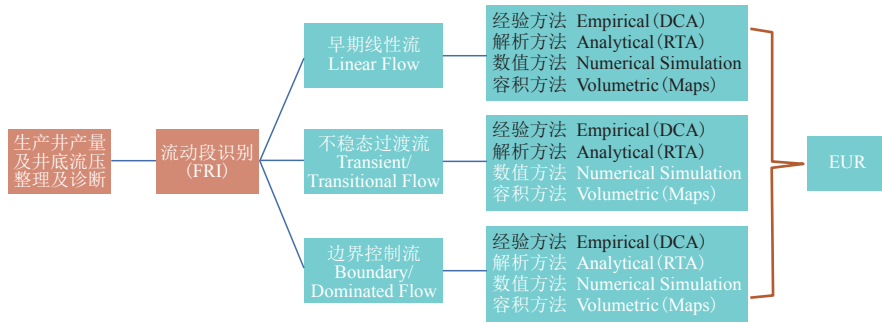 生产井产量
及井底流压
整理及诊断
流动段识别
(FRI)
早期线性流
Linear Flow
经验方法 Empirical(DCA)
解析方法 Analytical(RTA)
数值方法 Numerical Simulation
容积方法 Volumetric(Maps)
不稳态过渡流
Transient/
Transitional Flow
经验方法 Empirical(DCA)
解析方法 Analytical(RTA)
数值方法 Numerical Simulation
容积方法 Volumetric(Maps)
边界控制流
Boundary/
Dominated Flow
经验方法 Empirical(DCA)
解析方法 Analytical(RTA)
数值方法 Numerical Simulation
容积方法 Volumetric(Maps)
EUR